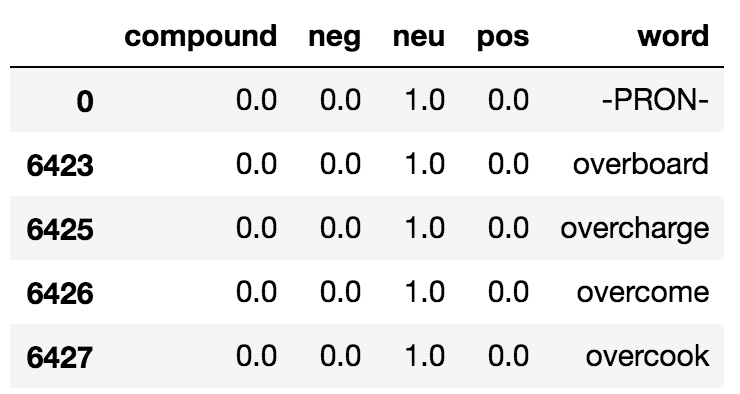 compound neg neu pos word
0 0.0 0.0 1.0 0.0 -PRON-
6423 0.0 0.0 1.0 0.0 overboard
6425 0.0 0.0 1.0 0.0 overcharge
6426 0.0 0.0 1.0 0.0 overcome
6427 0.0 0.0 1.0 0.0 overcook